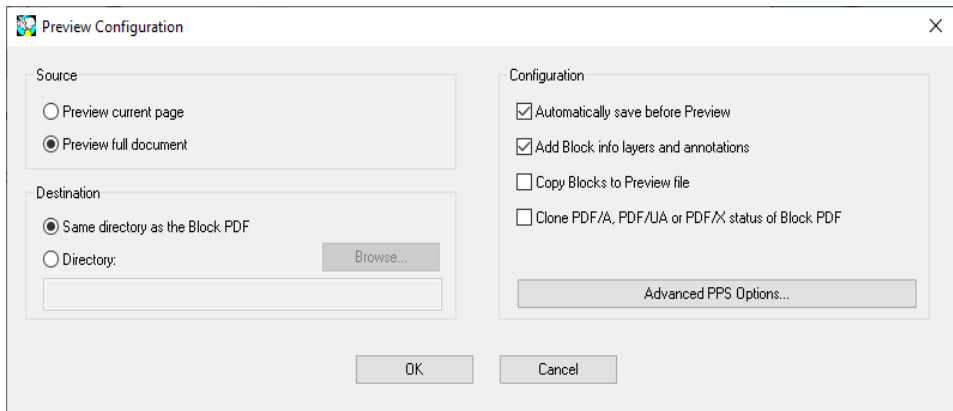 Preview Configuration
Source
Preview current page
Preview full document
Destination
Same directory as the Block PDF
Directory:
Browse...
Configuration
Automatically save before Preview
Add Block info layers and annotations
Copy Blocks to Preview file
Clone PDF/A, PDF/UA or PDF/X status of Block PDF
Advanced PPS Options...
OK
Cancel